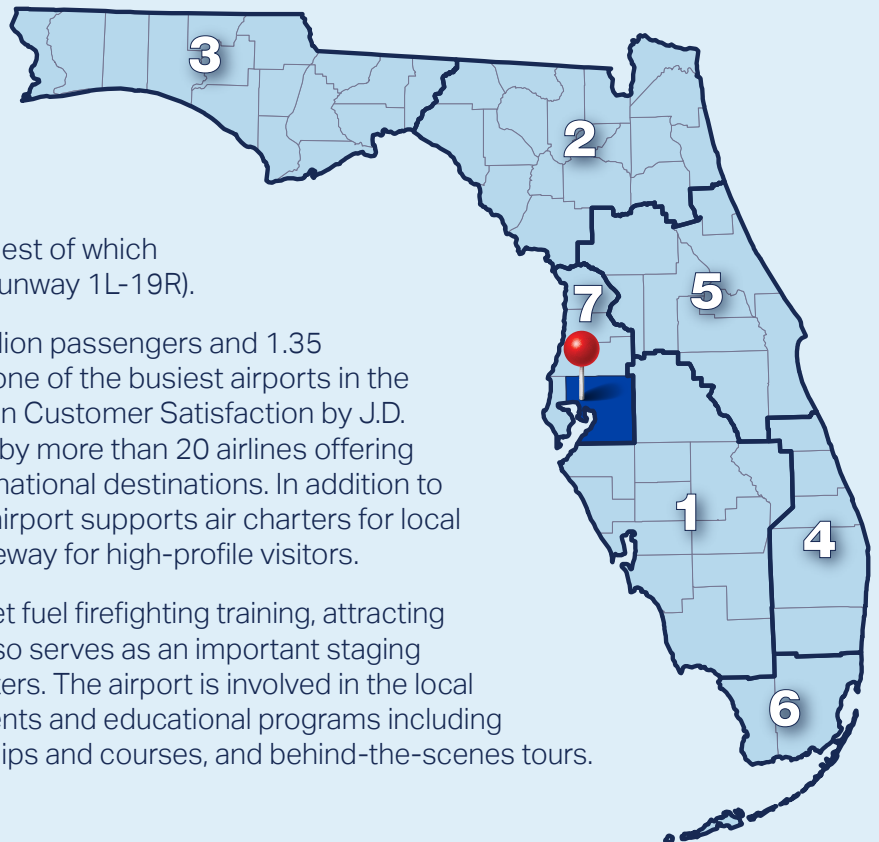 3
2
est of which
unway 1L-19R).
7
5
lion passengers and 1.35
one of the busiest airports in the
n Customer Satisfaction by J.D.
by more than 20 airlines offering
national destinations. In addition to
airport supports air charters for local
eway for high-profile visitors.
1
4
et fuel firefighting training, attracting
so serves as an important staging
ters. The airport is involved in the local
ents and educational programs including
ips and courses, and behind-the-scenes tours.
6